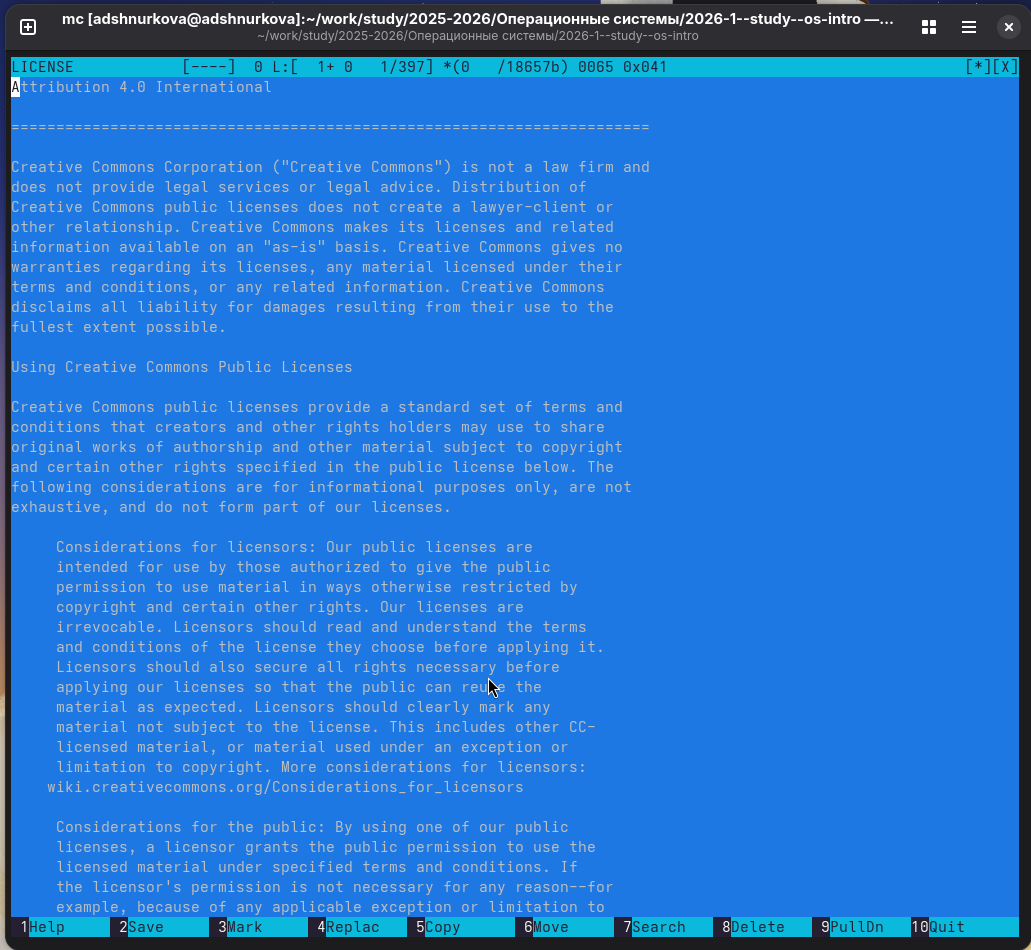 mc [adshnurkova@adshnurkova]:~/work/study/2025-2026/Операционные системы/2026-1--study--os-intro —…
~/work/study/2025-2026/Операционные системы/2026-1--study--os-intro
LICENSE            [----]  0 L:[  1+ 0   1/397] *(0   /18657b) 0065 0x041                                 [*][X]
Attribution 4.0 International

=======================================================================

Creative Commons Corporation ("Creative Commons") is not a law firm and
does not provide legal services or legal advice. Distribution of
Creative Commons public licenses does not create a lawyer-client or
other relationship. Creative Commons makes its licenses and related
information available on an "as-is" basis. Creative Commons gives no
warranties regarding its licenses, any material licensed under their
terms and conditions, or any related information. Creative Commons
disclaims all liability for damages resulting from their use to the
fullest extent possible.

Using Creative Commons Public Licenses

Creative Commons public licenses provide a standard set of terms and
conditions that creators and other rights holders may use to share
original works of authorship and other material subject to copyright
and certain other rights specified in the public license below. The
following considerations are for informational purposes only, are not
exhaustive, and do not form part of our licenses.

     Considerations for licensors: Our public licenses are
     intended for use by those authorized to give the public
     permission to use material in ways otherwise restricted by
     copyright and certain other rights. Our licenses are
     irrevocable. Licensors should read and understand the terms
     and conditions of the license they choose before applying it.
     Licensors should also secure all rights necessary before
     applying our licenses so that the public can reuse the
     material as expected. Licensors should clearly mark any
     material not subject to the license. This includes other CC-
     licensed material, or material used under an exception or
     limitation to copyright. More considerations for licensors:
    wiki.creativecommons.org/Considerations_for_licensors

     Considerations for the public: By using one of our public
     licenses, a licensor grants the public permission to use the
     licensed material under specified terms and conditions. If
     the licensor's permission is not necessary for any reason--for
     example, because of any applicable exception or limitation to
1Help 2Save 3Mark 4Replac 5Copy 6Move 7Search 8Delete 9PullDn 10Quit